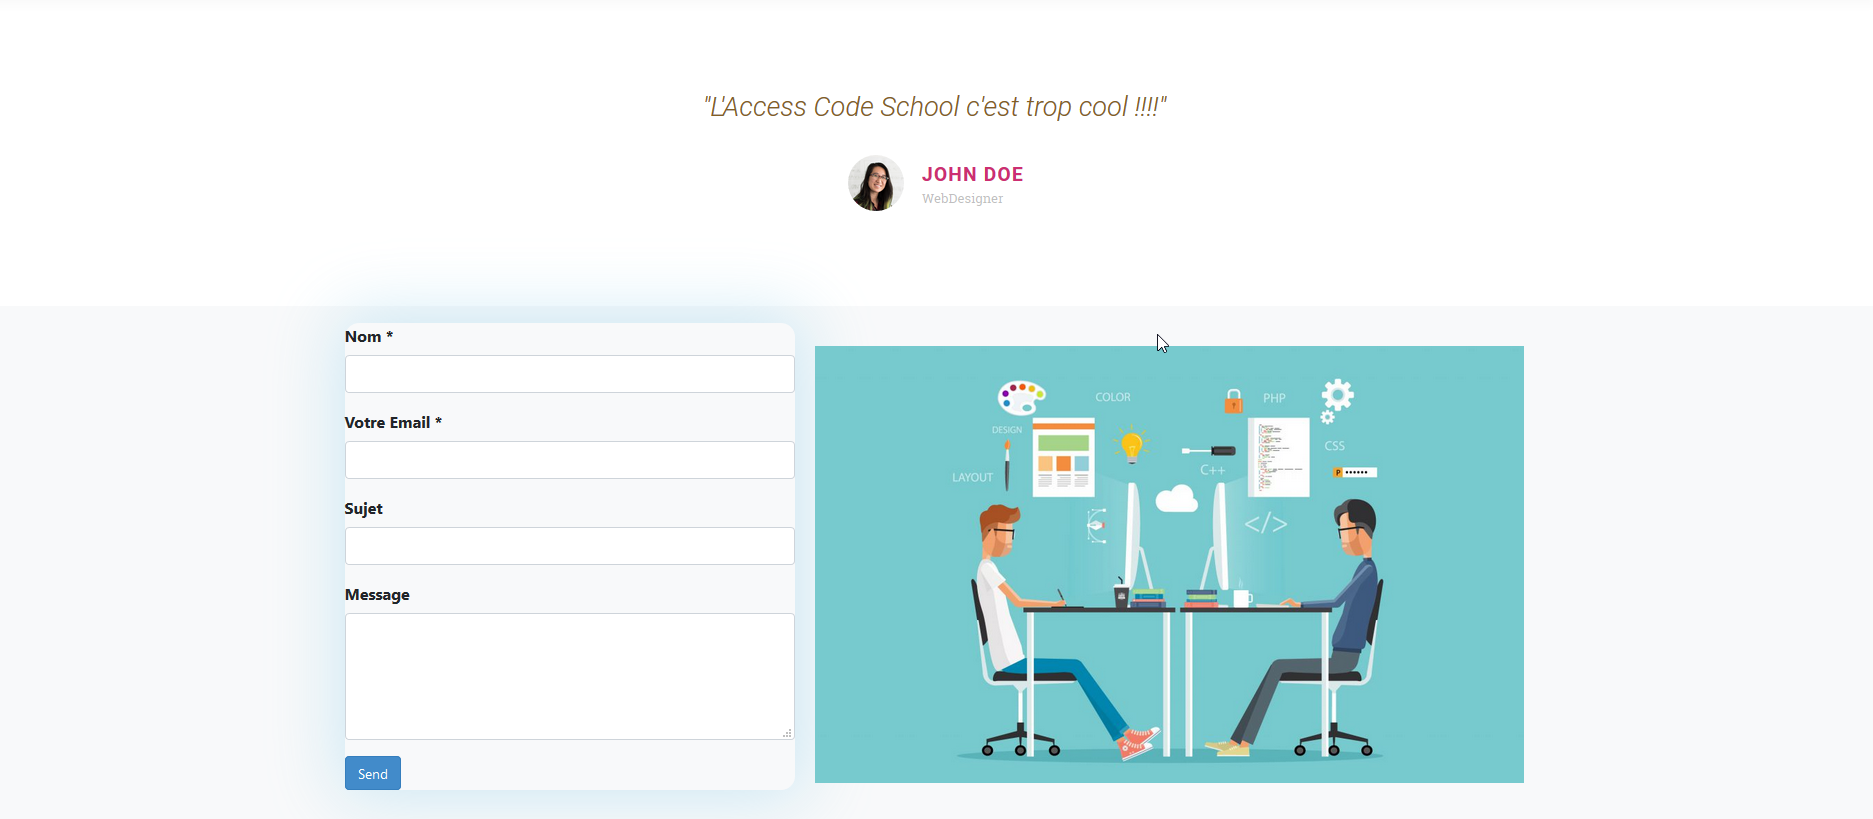 "L'Access Code School c'est trop cool !!!!"
JOHN DOE
WebDesigner
Nom *
Votre Email *
Sujet
Message
Send
COLOR
PHP
DESIGN
CSS
LAYOUT
C++
P ••••••
</>